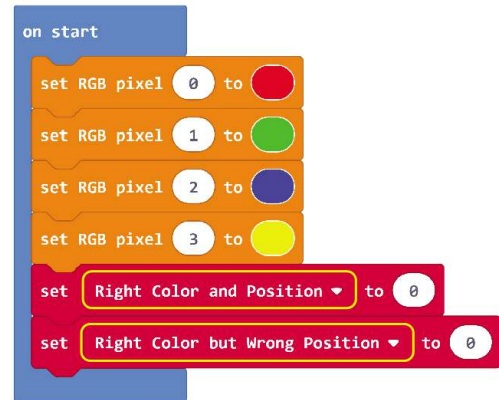 on start
set RGB pixel 0 to
set RGB pixel 1 to
set RGB pixel 2 to
set RGB pixel 3 to
set Right Color and Position to 0
set Right Color but Wrong Position to 0